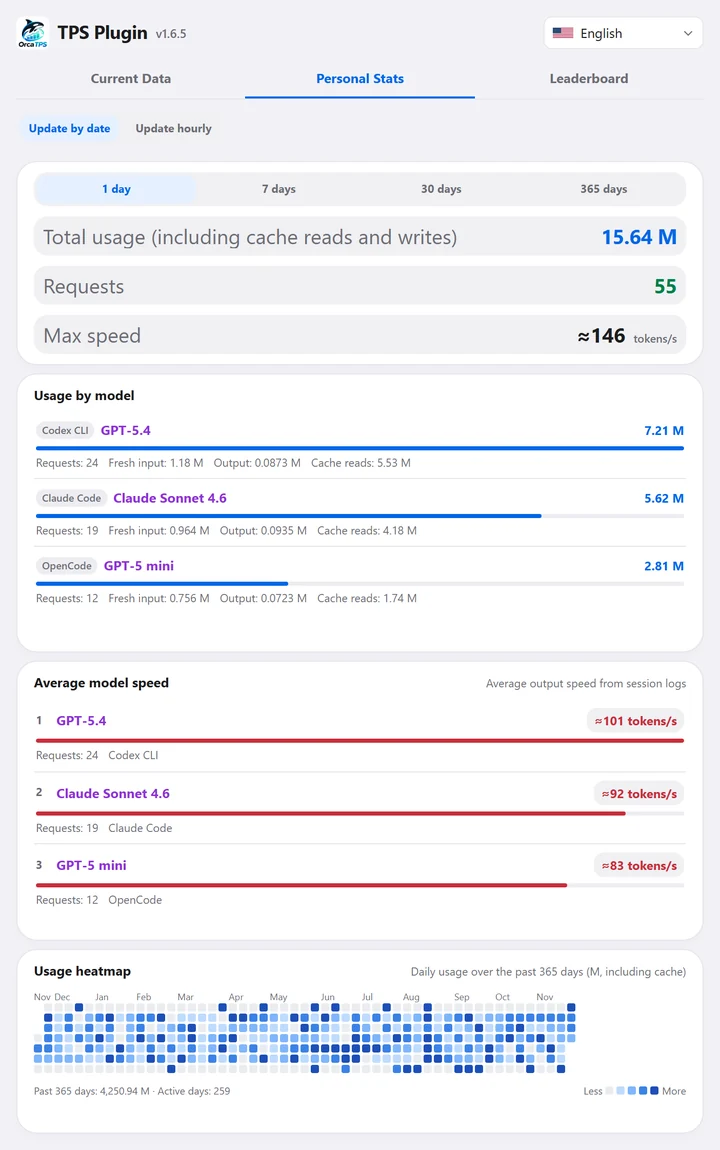 OrcaTPS
TPS Plugin v1.6.5
English
Current Data Personal Stats Leaderboard
Update by date Update hourly
1 day 7 days 30 days 365 days
Total usage (including cache reads and writes) 15.64 M
Requests 55
Max speed ≈146 tokens/s
Usage by model
Codex CLI GPT-5.4 7.21 M
Requests: 24 Fresh input: 1.18 M Output: 0.0873 M Cache reads: 5.53 M
Claude Code Claude Sonnet 4.6 5.62 M
Requests: 19 Fresh input: 0.964 M Output: 0.0935 M Cache reads: 4.18 M
OpenCode GPT-5 mini 2.81 M
Requests: 12 Fresh input: 0.756 M Output: 0.0723 M Cache reads: 1.74 M
Average model speed Average output speed from session logs
1 GPT-5.4 ≈101 tokens/s
Requests: 24 Codex CLI
2 Claude Sonnet 4.6 ≈92 tokens/s
Requests: 19 Claude Code
3 GPT-5 mini ≈83 tokens/s
Requests: 12 OpenCode
Usage heatmap Daily usage over the past 365 days (M, including cache)
Nov Dec Jan Feb Mar Apr May Jun Jul Aug Sep Oct Nov
Past 365 days: 4,250.94 M · Active days: 259 Less More